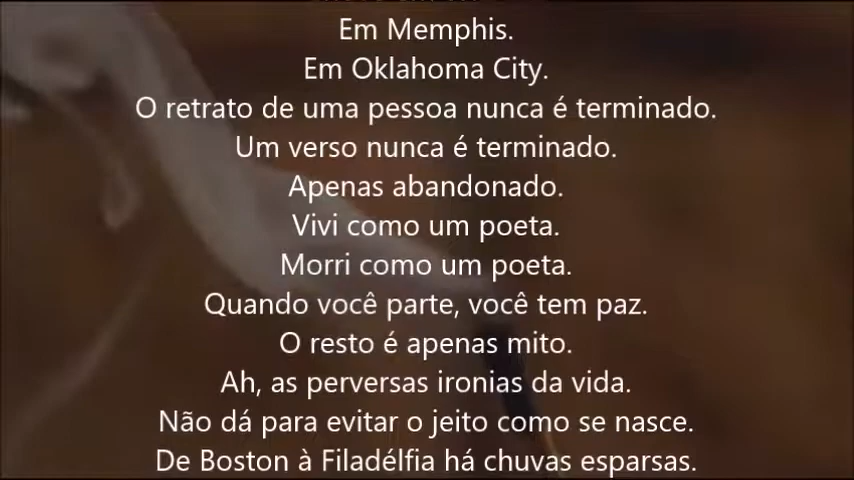 Em Memphis.
Em Oklahoma City.
O retrato de uma pessoa nunca é terminado.
Um verso nunca é terminado.
Apenas abandonado.
Vivi como um poeta.
Morri como um poeta.
Quando você parte, você tem paz.
O resto é apenas mito.
Ah, as perversas ironias da vida.
Não dá para evitar o jeito como se nasce.
De Boston à Filadélfia há chuvas esparsas.